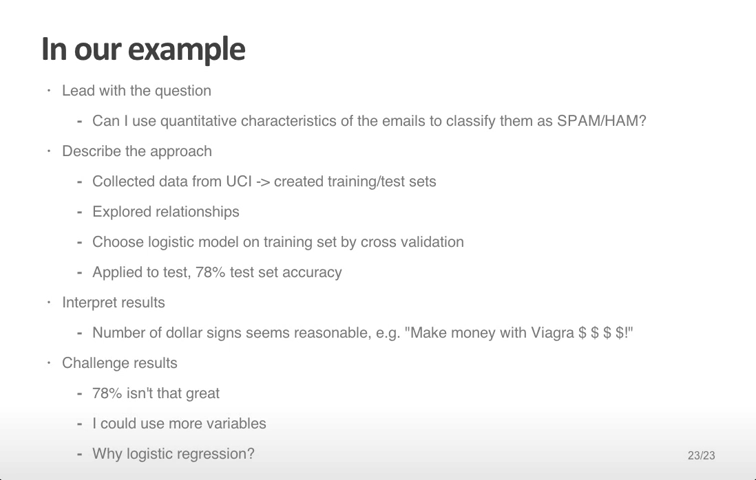 In our example
· Lead with the question
- Can I use quantitative characteristics of the emails to classify them as SPAM/HAM?
· Describe the approach
- Collected data from UCI -> created training/test sets
- Explored relationships
- Choose logistic model on training set by cross validation
- Applied to test, 78% test set accuracy
· Interpret results
- Number of dollar signs seems reasonable, e.g. "Make money with Viagra $ $ $ $!"
· Challenge results
- 78% isn't that great
- I could use more variables
- Why logistic regression?
23/23